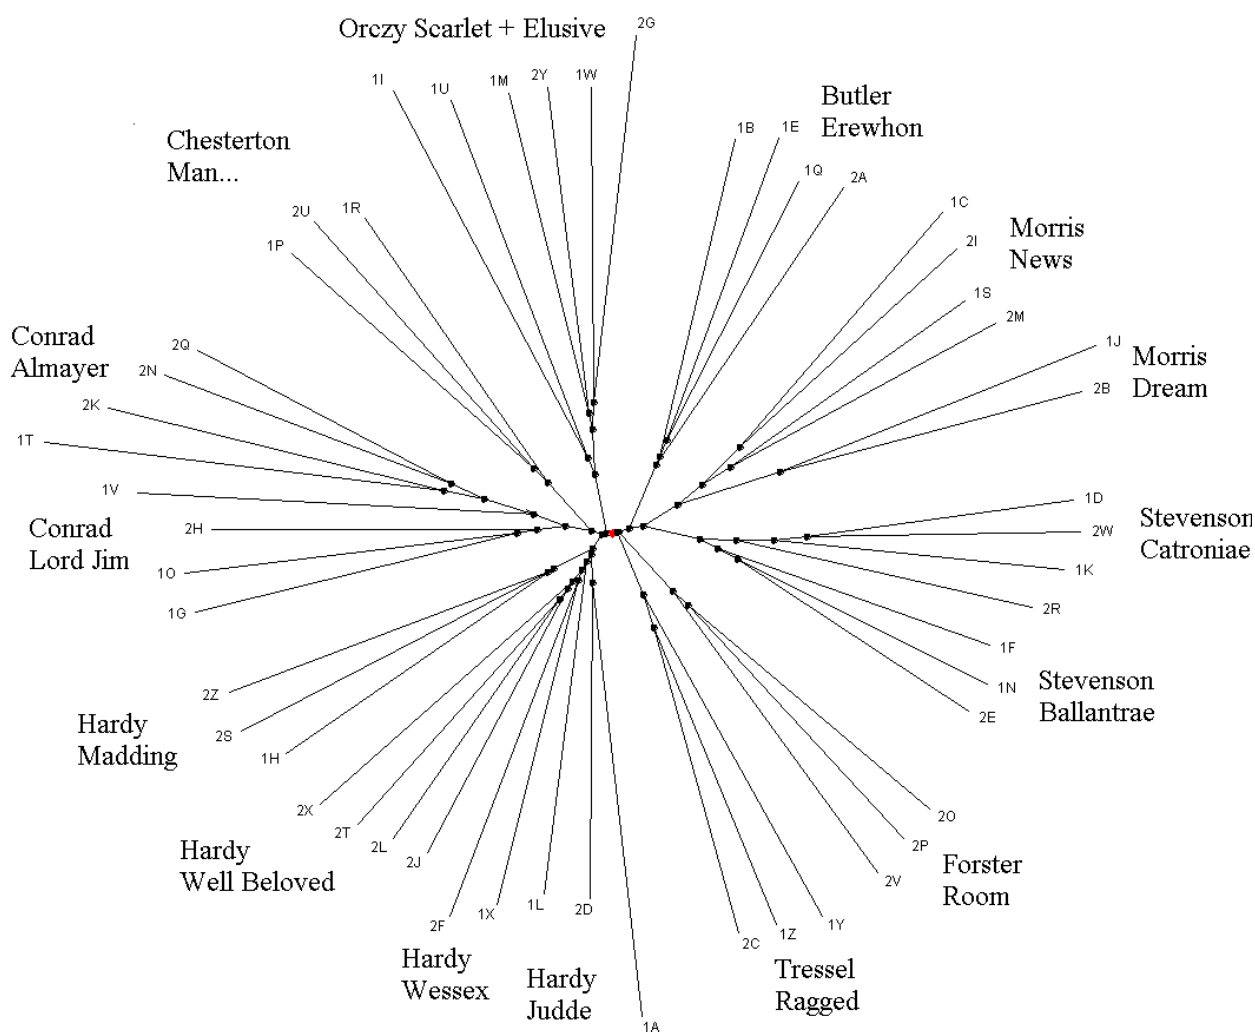 Orczy Scarlet + Elusive
2G
1I
1U
1M
2Y
1W
Butler
Erewhon
1B
1E
1Q
2A
Chesterton
Man...
2U
1R
1P
1C
2I
Morris
News
1S
2M
1J
Morris
Dream
2B
Conrad
Almayer
2Q
2N
2K
1T
1V
2H
Conrad
Lord Jim
1O
1G
1D
2W
Stevenson
Catroniae
1K
2R
1F
1N
2E
Stevenson
Ballantrae
2Z
2S
1H
Hardy
Madding
2X
2T
2L
2J
Hardy
Well Beloved
2F
1X
1L
2D
1A
Hardy
Wessex
Hardy
Judde
2O
2P
2V
Forster
Room
1Y
1Z
2C
Tressel
Ragged